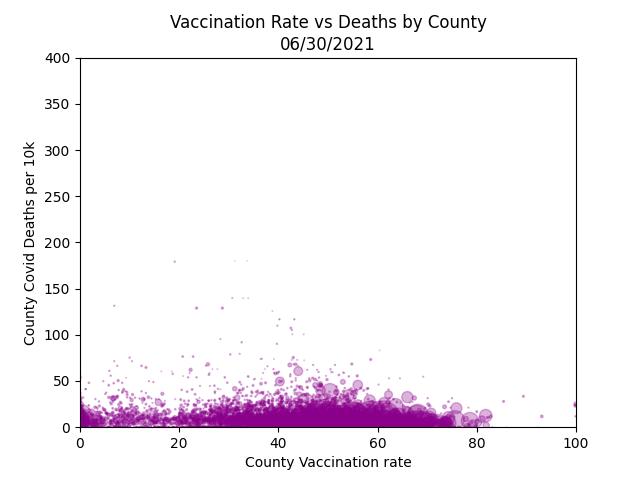 Vaccination Rate vs Deaths by County
06/30/2021
400
350
300
250
200
150
100
50
0
County Covid Deaths per 10k
0 20 40 60 80 100
County Vaccination rate